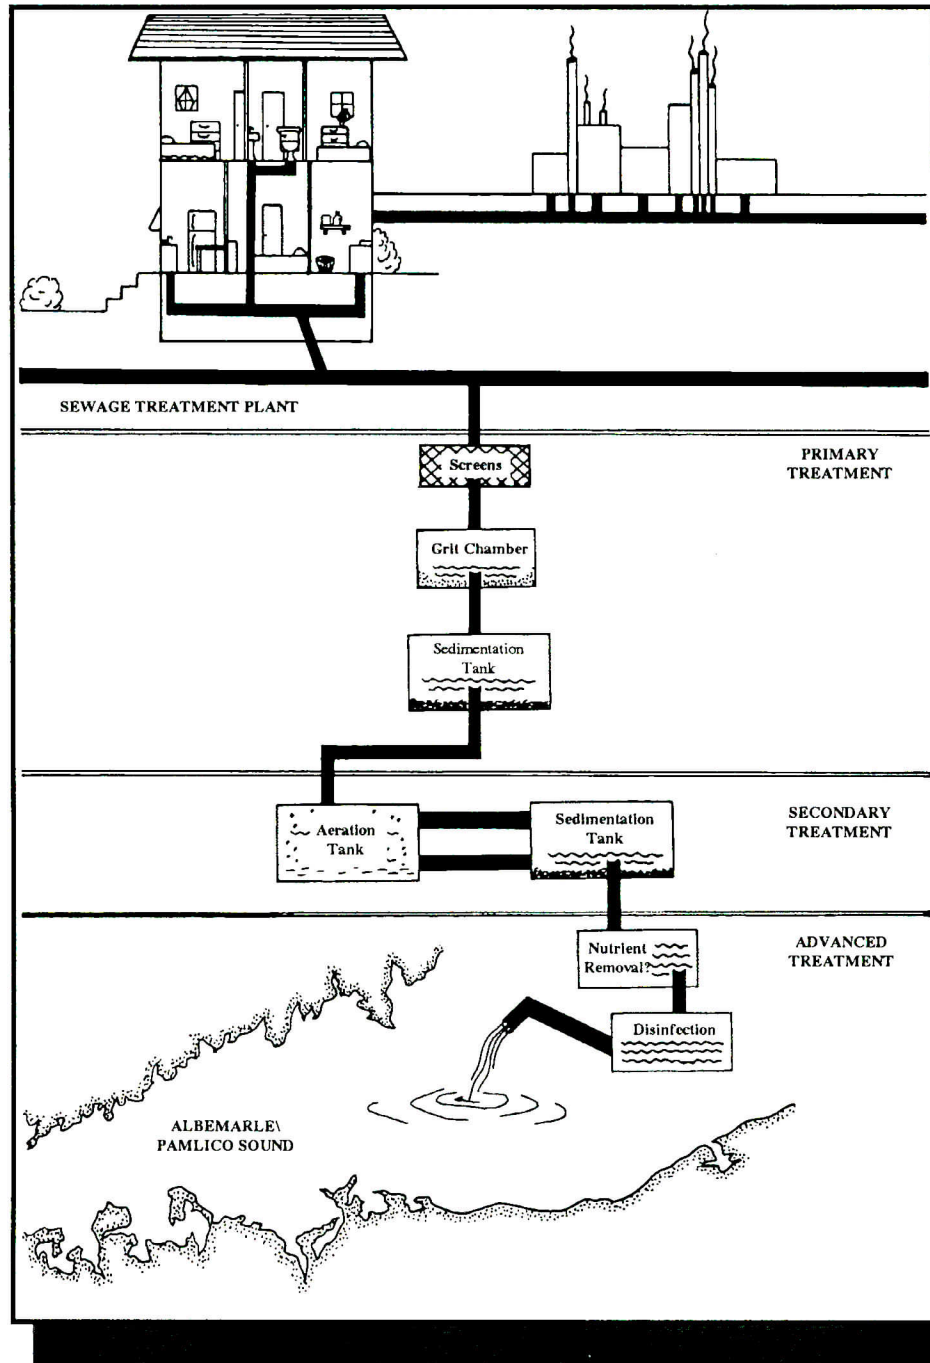 SEWAGE TREATMENT PLANT
PRIMARY
TREATMENT
Screens
Grit Chamber
Sedimentation
Tank
SECONDARY
TREATMENT
Aeration
Tank
Sedimentation
Tank
ADVANCED
TREATMENT
Nutrient
Removal?
Disinfection
ALBEMARLE\
PAMLICO SOUND